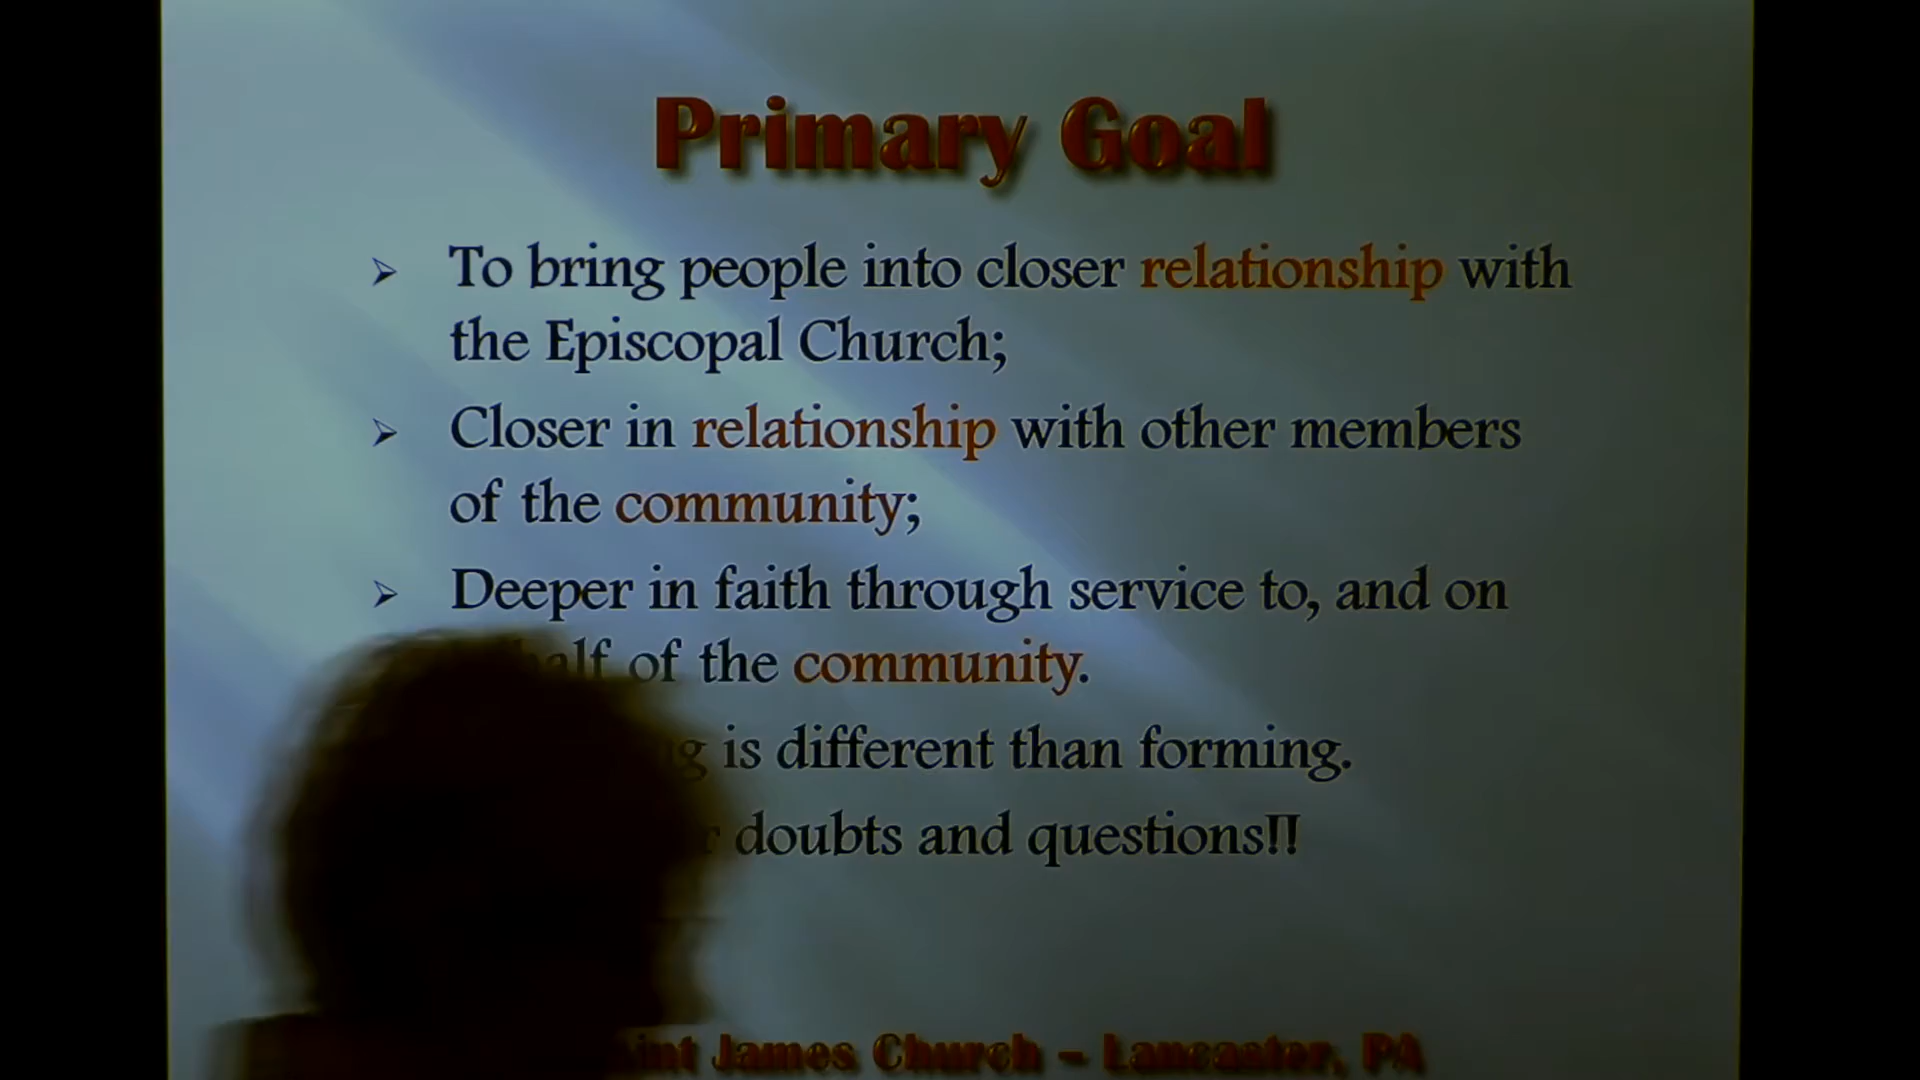 Primary Goal
➢ To bring people into closer relationship with
the Episcopal Church;
➢ Closer in relationship with other members
of the community;
➢ Deeper in faith through service to, and on
of the community.
is different than forming.
doubts and questions!!
James Church – Lancaster, PA